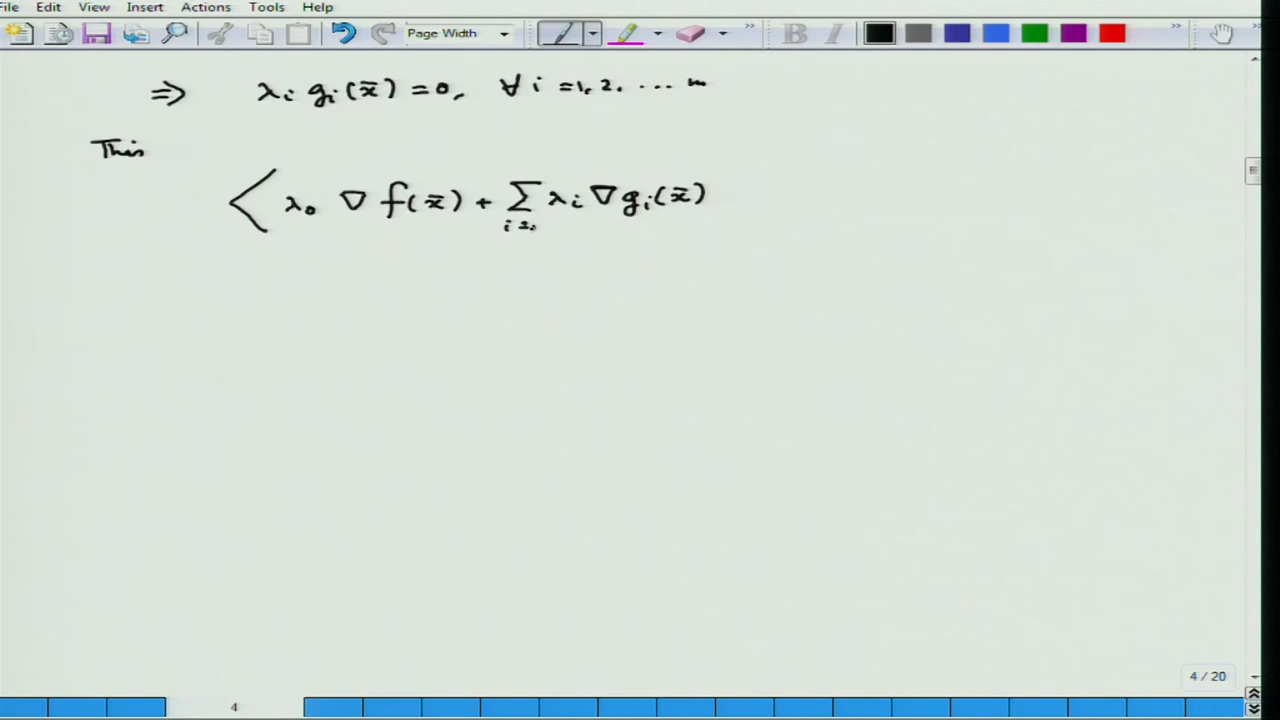 File Edit View Insert Actions Tools Help
Page Width
B I
⇒ λᵢ gᵢ(x̄) = 0, ∀ i = 1, 2, ... m
This
< λ₀ ∇ f(x̄) + ∑ λᵢ ∇ gᵢ(x̄)
4 / 20
4